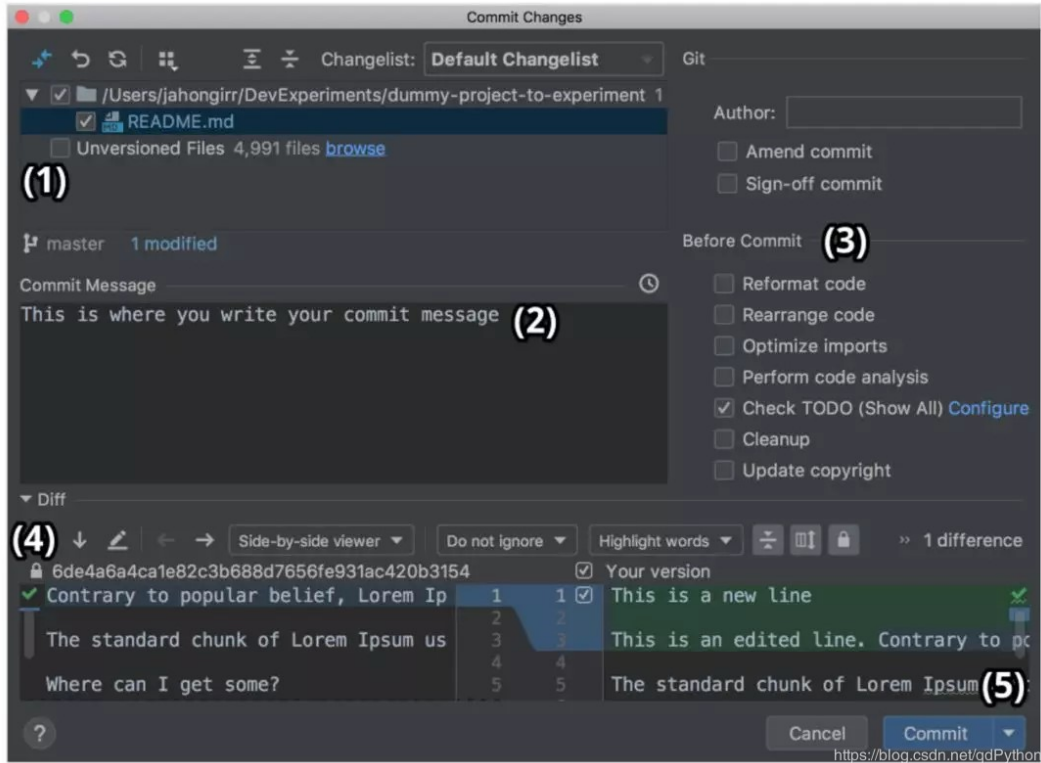 Commit Changes
Changelist: Default Changelist
/Users/jahongirr/DevExperiments/dummy-project-to-experiment 1
README.md
Unversioned Files 4,991 files browse
(1)
master 1 modified
Commit Message
This is where you write your commit message (2)
Git
Author:
Amend commit
Sign-off commit
Before Commit (3)
Reformat code
Rearrange code
Optimize imports
Perform code analysis
Check TODO (Show All) Configure
Cleanup
Update copyright
Diff
(4) Side-by-side viewer Do not ignore Highlight words 1 difference
6de4a6a4ca1e82c3b688d7656fe931ac420b3154 Your version
Contrary to popular belief, Lorem Ip 1 1 This is a new line
2
The standard chunk of Lorem Ipsum us 3 3 This is an edited line. Contrary to po
4 4
Where can I get some? 5 5 The standard chunk of Lorem Ipsum
(5)
? Cancel Commit
https://blog.csdn.net/qdPython